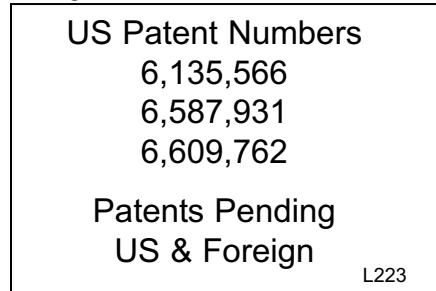 US Patent Numbers
6,135,566
6,587,931
6,609,762
Patents Pending
US & Foreign
L223